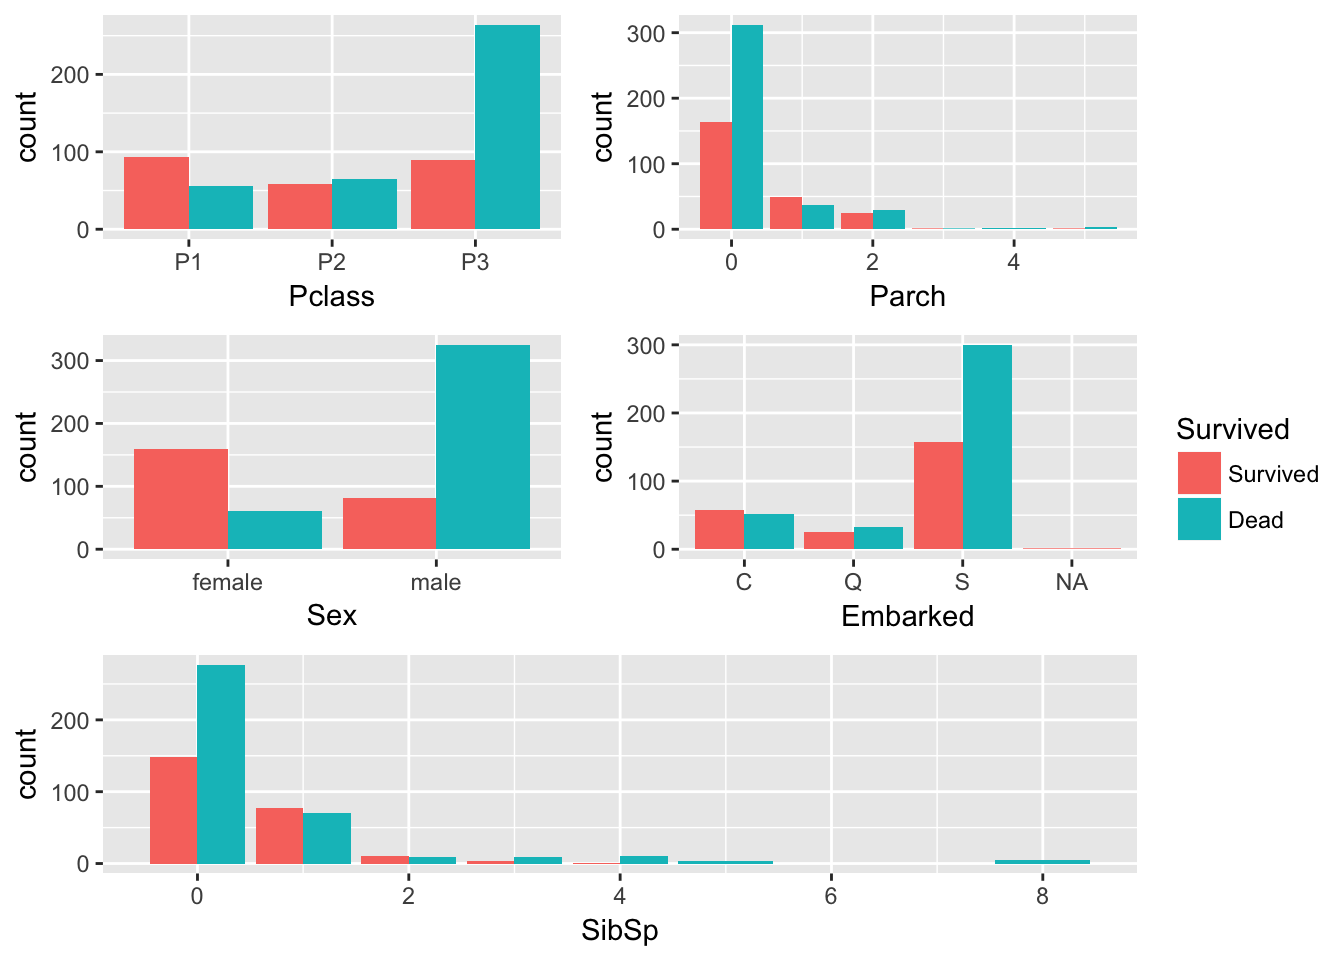 count
200
100
0
P1 P2 P3
Pclass
count
300
200
100
0
0 2 4
Parch
count
300
200
100
0
female male
Sex
count
300
200
100
0
C Q S NA
Embarked
Survived
Survived
Dead
count
200
100
0
0 2 4 6 8
SibSp